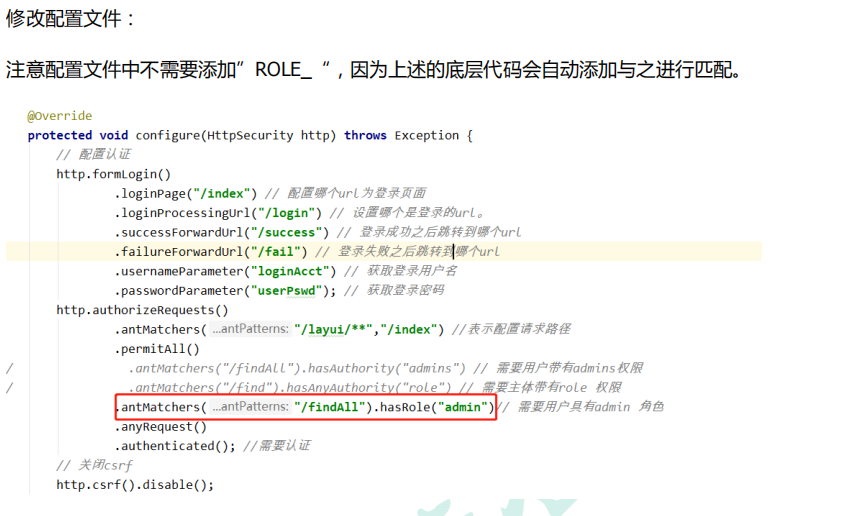 修改配置文件：
注意配置文件中不需要添加”ROLE_“，因为上述的底层代码会自动添加与之进行匹配。
@Override
protected void configure(HttpSecurity http) throws Exception {
// 配置认证
http.formLogin()
.loginPage("/index") // 配置哪个url为登录页面
.loginProcessingUrl("/login") // 设置哪个是登录的url。
.successForwardUrl("/success") // 登录成功之后跳转到哪个url
.failureForwardUrl("/fail") // 登录失败之后跳转到哪个url
.usernameParameter("loginAcct") // 获取登录用户名
.passwordParameter("userPswd"); // 获取登录密码
http.authorizeRequests()
.antMatchers( ...antPatterns: "/layui/**","/index") //表示配置请求路径
.permitAll()
/ .antMatchers("/findAll").hasAuthority("admins") // 需要用户带有admins权限
/ .antMatchers("/find").hasAnyAuthority("role") // 需要主体带有role 权限
.antMatchers( ...antPatterns: "/findAll").hasRole("admin")// 需要用户具有admin 角色
.anyRequest()
.authenticated(); //需要认证
// 关闭csrf
http.csrf().disable();